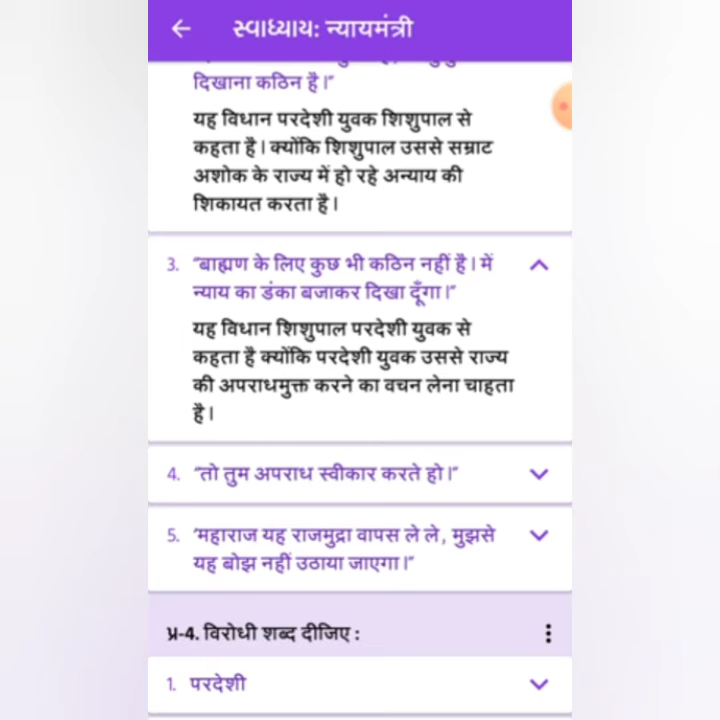 સ્વાધ્યાય: न्यायमंत्री
दिखाना कठिन है।”
यह विधान परदेशी युवक शिशुपाल से
कहता है। क्योंकि शिशुपाल उससे सम्राट
अशोक के राज्य में हो रहे अन्याय की
शिकायत करता है।
3. “बाह्मण के लिए कुछ भी कठिन नहीं है। में
न्याय का डंका बजाकर दिखा दूँगा।”
यह विधान शिशुपाल परदेशी युवक से
कहता है क्योंकि परदेशी युवक उससे राज्य
की अपराधमुक्त करने का वचन लेना चाहता
है।
4. “तो तुम अपराध स्वीकार करते हो।”
5. “महाराज यह राजमुद्रा वापस ले ले, मुझसे
यह बोझ नहीं उठाया जाएगा।”
प्र-4. विरोधी शब्द दीजिए :
1. परदेशी